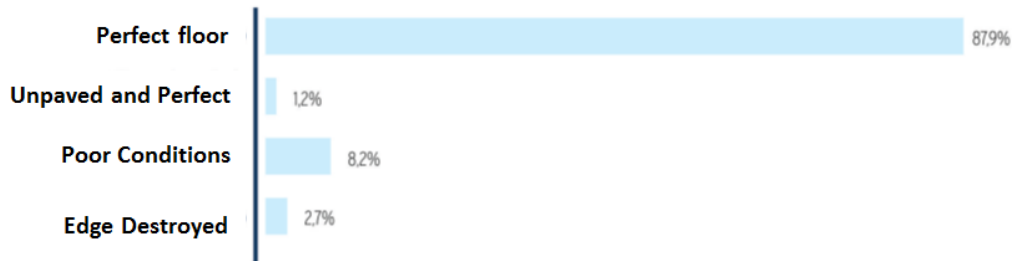 Perfect floor 87,9%
Unpaved and Perfect 1,2%
Poor Conditions 8,2%
Edge Destroyed 2,7%